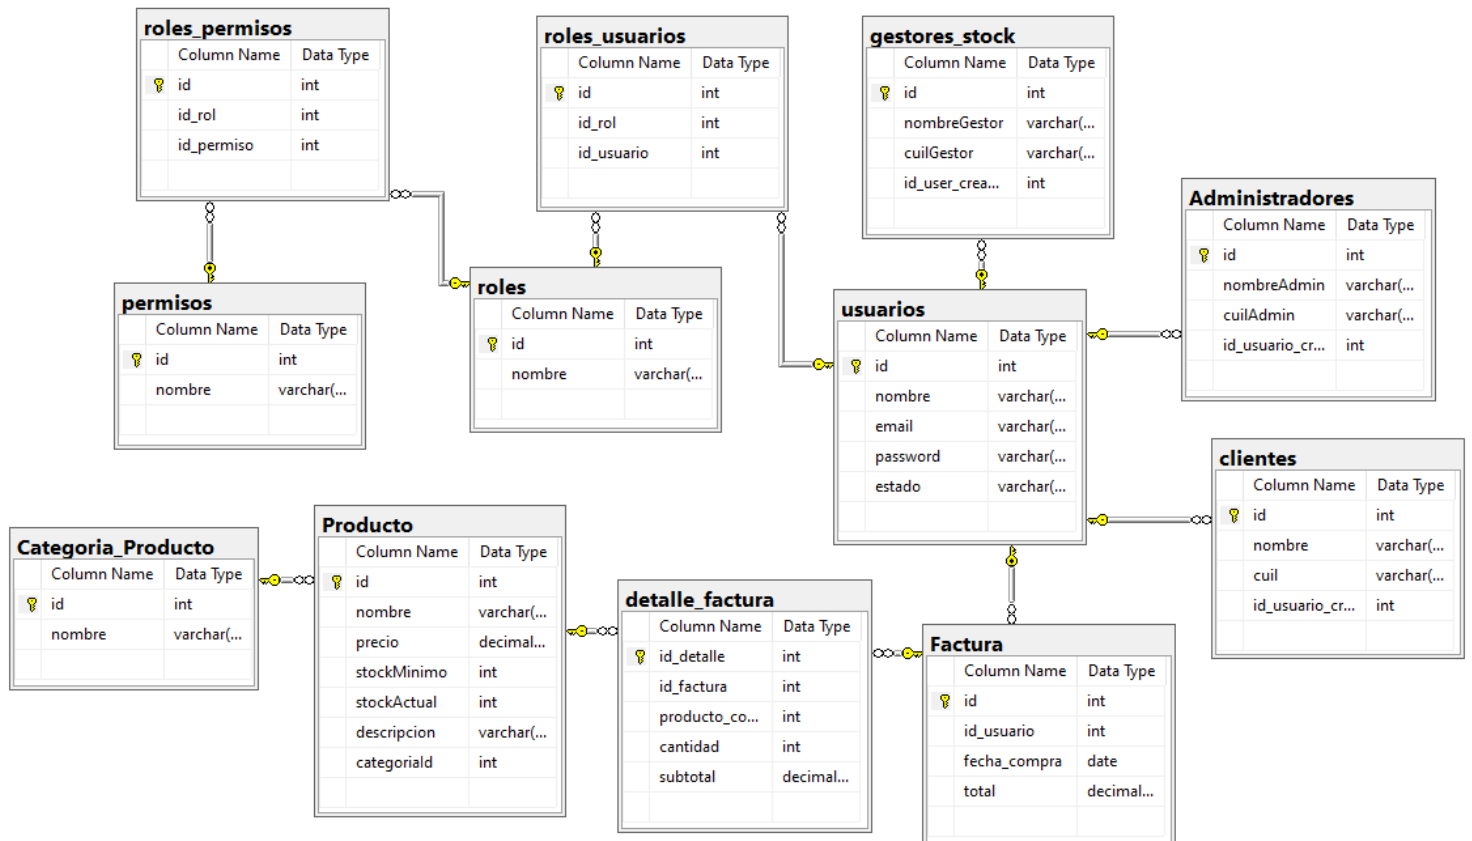 roles_permisos
Column Name Data Type
id int
id_rol int
id_permiso int
roles_usuarios
Column Name Data Type
id int
id_rol int
id_usuario int
gestores_stock
Column Name Data Type
id int
nombreGestor varchar(...
cuilGestor varchar(...
id_user_crea... int
Administradores
Column Name Data Type
id int
nombreAdmin varchar(...
cuilAdmin varchar(...
id_usuario_cr... int
permisos
Column Name Data Type
id int
nombre varchar(...
roles
Column Name Data Type
id int
nombre varchar(...
usuarios
Column Name Data Type
id int
nombre varchar(...
email varchar(...
password varchar(...
estado varchar(...
clientes
Column Name Data Type
id int
nombre varchar(...
cuil varchar(...
id_usuario_cr... int
Categoria_Producto
Column Name Data Type
id int
nombre varchar(...
Producto
Column Name Data Type
id int
nombre varchar(...
precio decimal...
stockMinimo int
stockActual int
descripcion varchar(...
categoriaId int
detalle_factura
Column Name Data Type
id_detalle int
id_factura int
producto_co... int
cantidad int
subtotal decimal...
Factura
Column Name Data Type
id int
id_usuario int
fecha_compra date
total decimal...